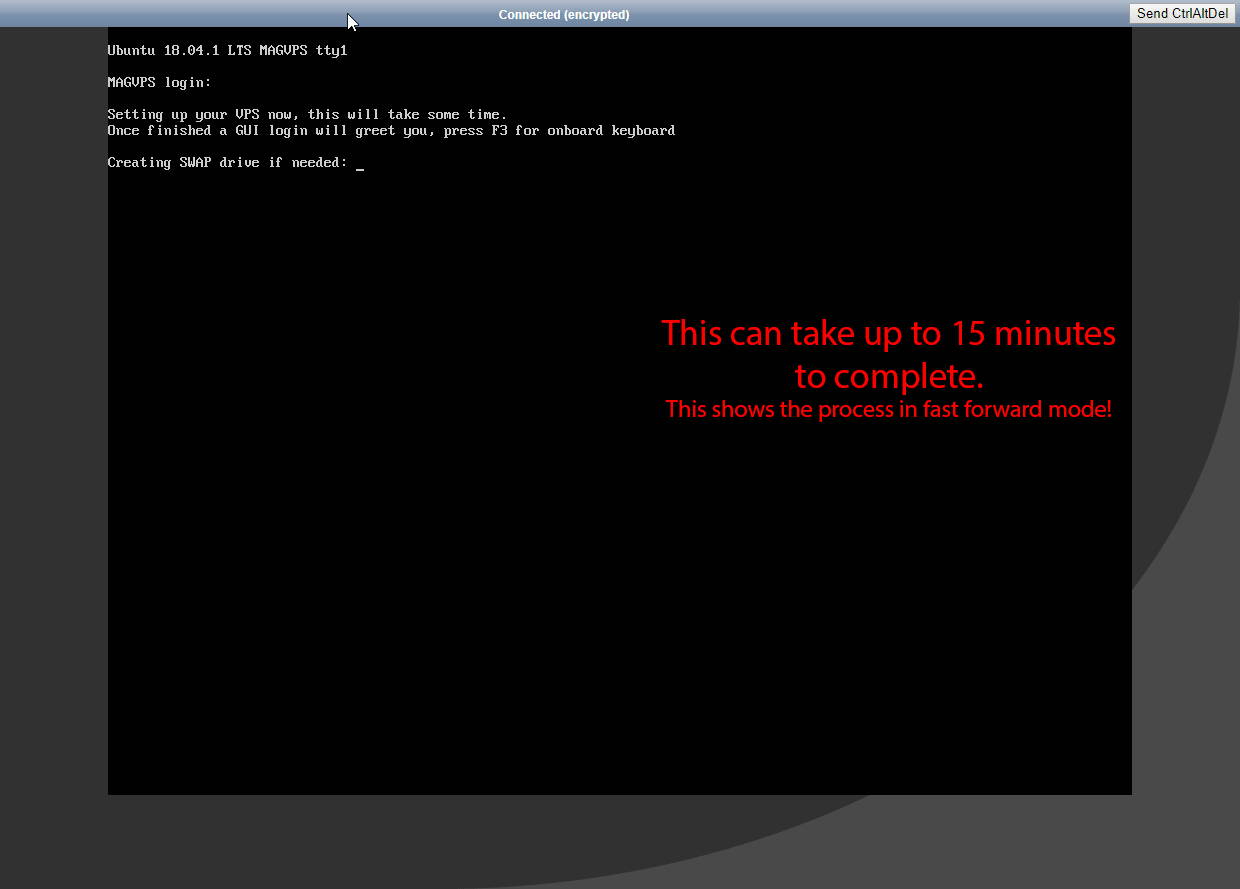 Connected (encrypted)
Send CtrlAltDel
Ubuntu 18.04.1 LTS MAGVPS tty1
MAGVPS login:
Setting up your VPS now, this will take some time.
Once finished a GUI login will greet you, press F3 for onboard keyboard
Creating SWAP drive if needed: _
This can take up to 15 minutes
to complete.
This shows the process in fast forward mode!